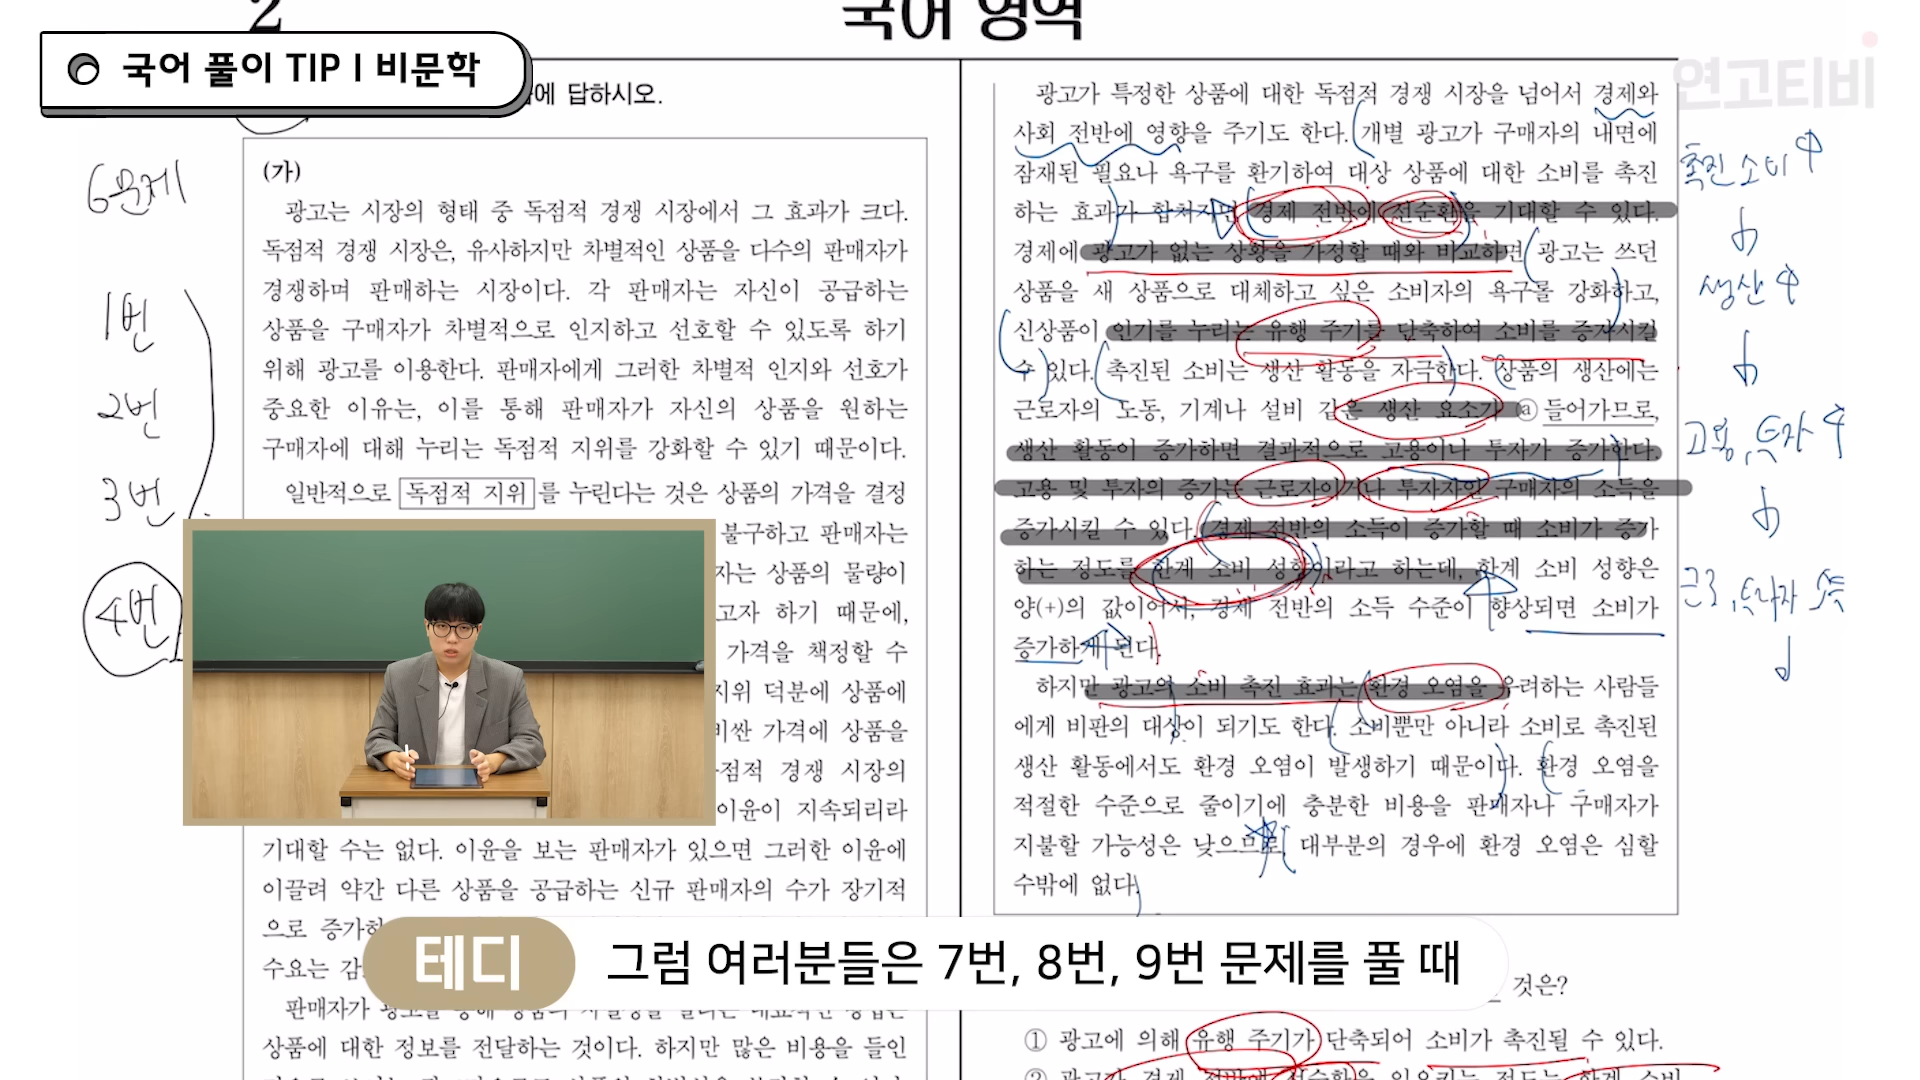 2
국어 영역
국어 풀이 TIP I 비문학
연고티비
에 답하시오.
6문제
1번
2번
3번
4번
(가)
광고는 시장의 형태 중 독점적 경쟁 시장에서 그 효과가 크다.
독점적 경쟁 시장은, 유사하지만 차별적인 상품을 다수의 판매자가
경쟁하며 판매하는 시장이다. 각 판매자는 자신이 공급하는
상품을 구매자가 차별적으로 인지하고 선호할 수 있도록 하기
위해 광고를 이용한다. 판매자에게 그러한 차별적 인지와 선호가
중요한 이유는, 이를 통해 판매자가 자신의 상품을 원하는
구매자에 대해 누리는 독점적 지위를 강화할 수 있기 때문이다.
일반적으로 독점적 지위 를 누린다는 것은 상품의 가격을 결정
불구하고 판매자는
자는 상품의 물량이
고자 하기 때문에,
가격을 책정할 수
지위 덕분에 상품에
비싼 가격에 상품을
점적 경쟁 시장의
이윤이 지속되리라
기대할 수는 없다. 이윤을 보는 판매자가 있으면 그러한 이윤에
이끌려 약간 다른 상품을 공급하는 신규 판매자의 수가 장기적
으로 증가하
수요는 감
판매자가
상품에 대한 정보를 전달하는 것이다. 하지만 많은 비용을 들인
광고가 특정한 상품에 대한 독점적 경쟁 시장을 넘어서 경제와
사회 전반에 영향을 주기도 한다. 개별 광고가 구매자의 내면에
잠재된 필요나 욕구를 환기하여 대상 상품에 대한 소비를 촉진
하는 효과가 합쳐지면 경제 전반에 선순환을 기대할 수 있다.
경제에 광고가 없는 상황을 가정할 때와 비교하면 광고는 쓰던
상품을 새 상품으로 대체하고 싶은 소비자의 욕구를 강화하고,
신상품이 인기를 누리는 유행 주기를 단축하여 소비를 증가시킬
수 있다. 촉진된 소비는 생산 활동을 자극한다. 상품의 생산에는
근로자의 노동, 기계나 설비 같은 생산 요소가 ⓐ 들어가므로,
생산 활동이 증가하면 결과적으로 고용이나 투자가 증가한다.
고용 및 투자의 증가는 근로자이거나 투자자인 구매자의 소득을
증가시킬 수 있다. 경제 전반의 소득이 증가할 때 소비가 증가
하는 정도를 한계 소비 성향이라고 하는데, 한계 소비 성향은
양(+)의 값이어서, 경제 전반의 소득 수준이 향상되면 소비가
증가하게 된다.
하지만 광고의 소비 촉진 효과는 환경 오염을 우려하는 사람들
에게 비판의 대상이 되기도 한다. 소비뿐만 아니라 소비로 촉진된
생산 활동에서도 환경 오염이 발생하기 때문이다. 환경 오염을
적절한 수준으로 줄이기에 충분한 비용을 판매자나 구매자가
지불할 가능성은 낮으므로, 대부분의 경우에 환경 오염은 심할
수밖에 없다.
촉진 소비 ↑
생산 ↑
고용, 투자 ↑
근로, 투자자 소득
것은?
① 광고에 의해 유행 주기가 단축되어 소비가 촉진될 수 있다.
테디
그럼 여러분들은 7번, 8번, 9번 문제를 풀 때